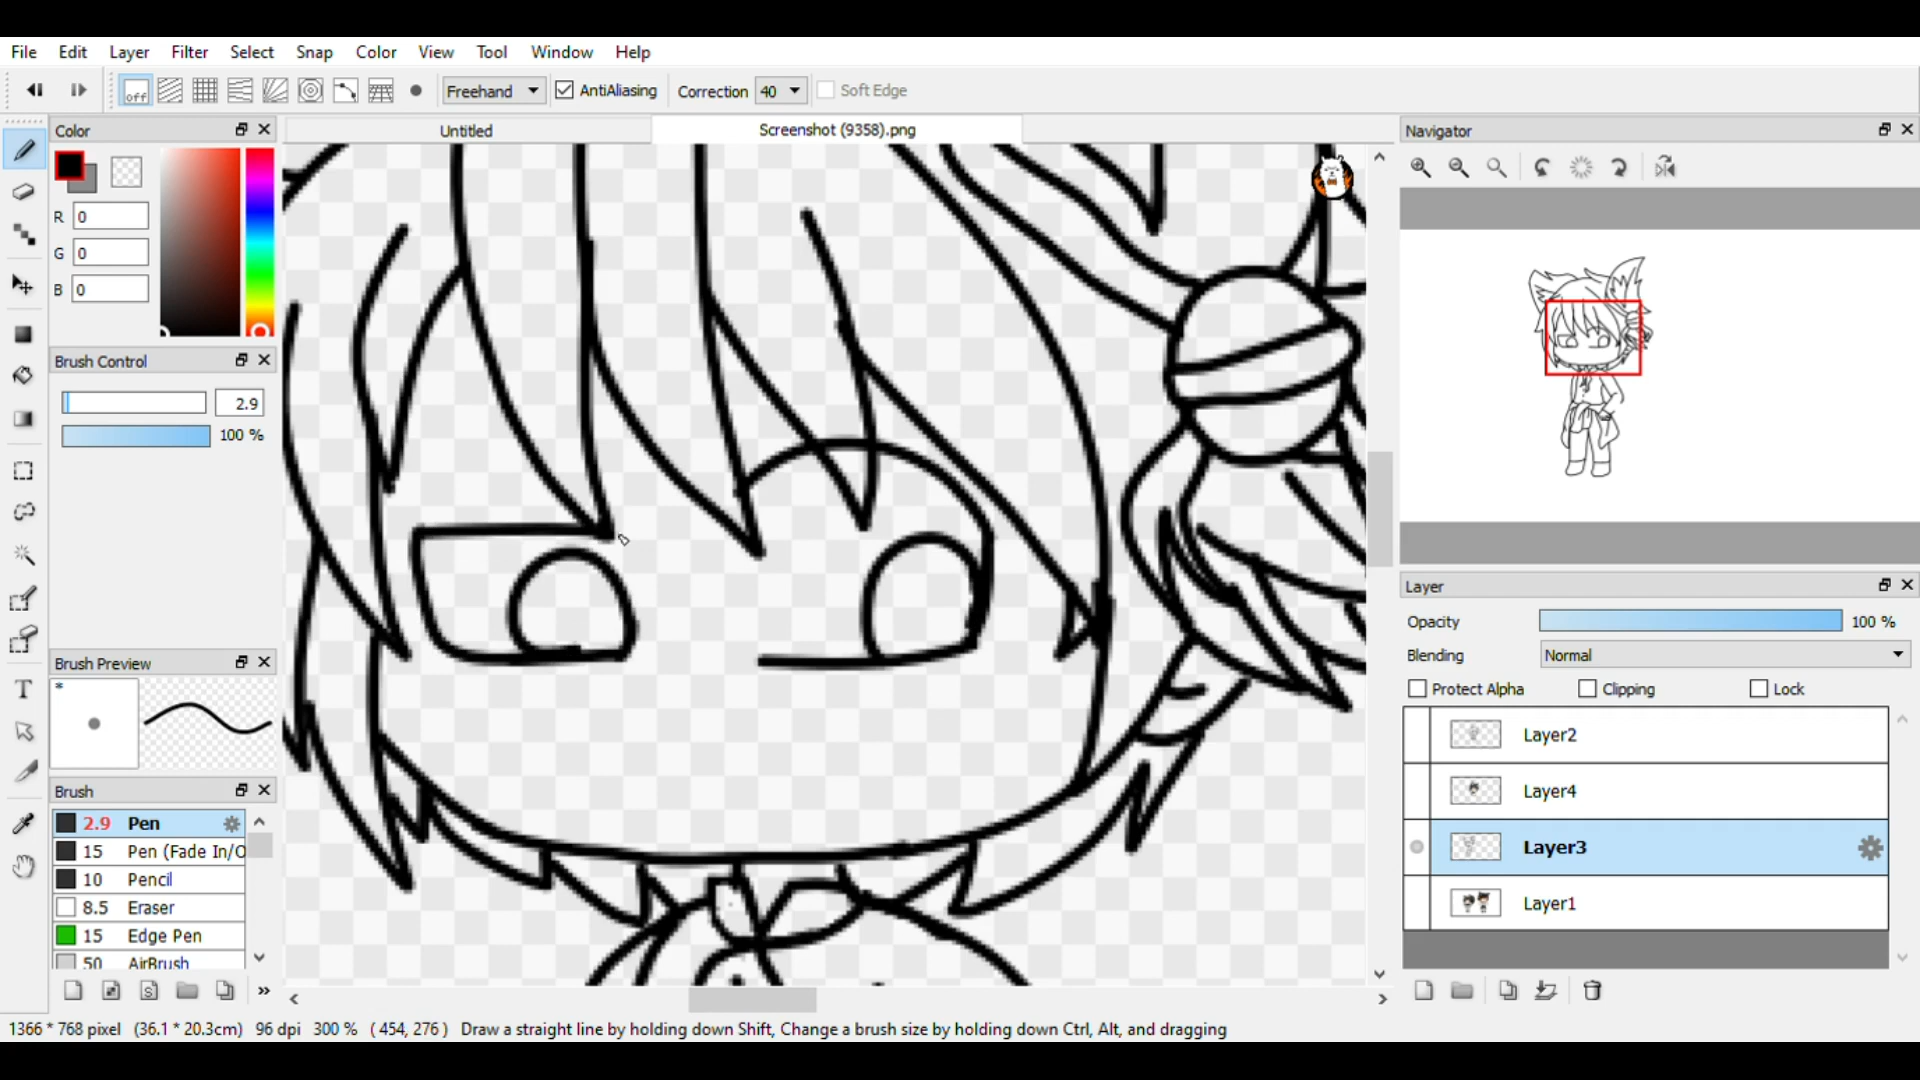 File Edit Layer Filter Select Snap Color View Tool Window Help
off Freehand AntiAliasing Correction 40 Soft Edge
Color
R 0
G 0
B 0
Brush Control
2.9
100 %
Brush Preview
*
Brush
2.9 Pen
15 Pen (Fade In/O
10 Pencil
8.5 Eraser
15 Edge Pen
50 AirBrush
Untitled Screenshot (9358).png
Navigator
Layer
Opacity 100 %
Blending Normal
Protect Alpha Clipping Lock
Layer2
Layer4
Layer3
Layer1
T
S
»
1366 * 768 pixel (36.1 * 20.3cm) 96 dpi 300 % ( 454, 276 ) Draw a straight line by holding down Shift, Change a brush size by holding down Ctrl, Alt, and dragging